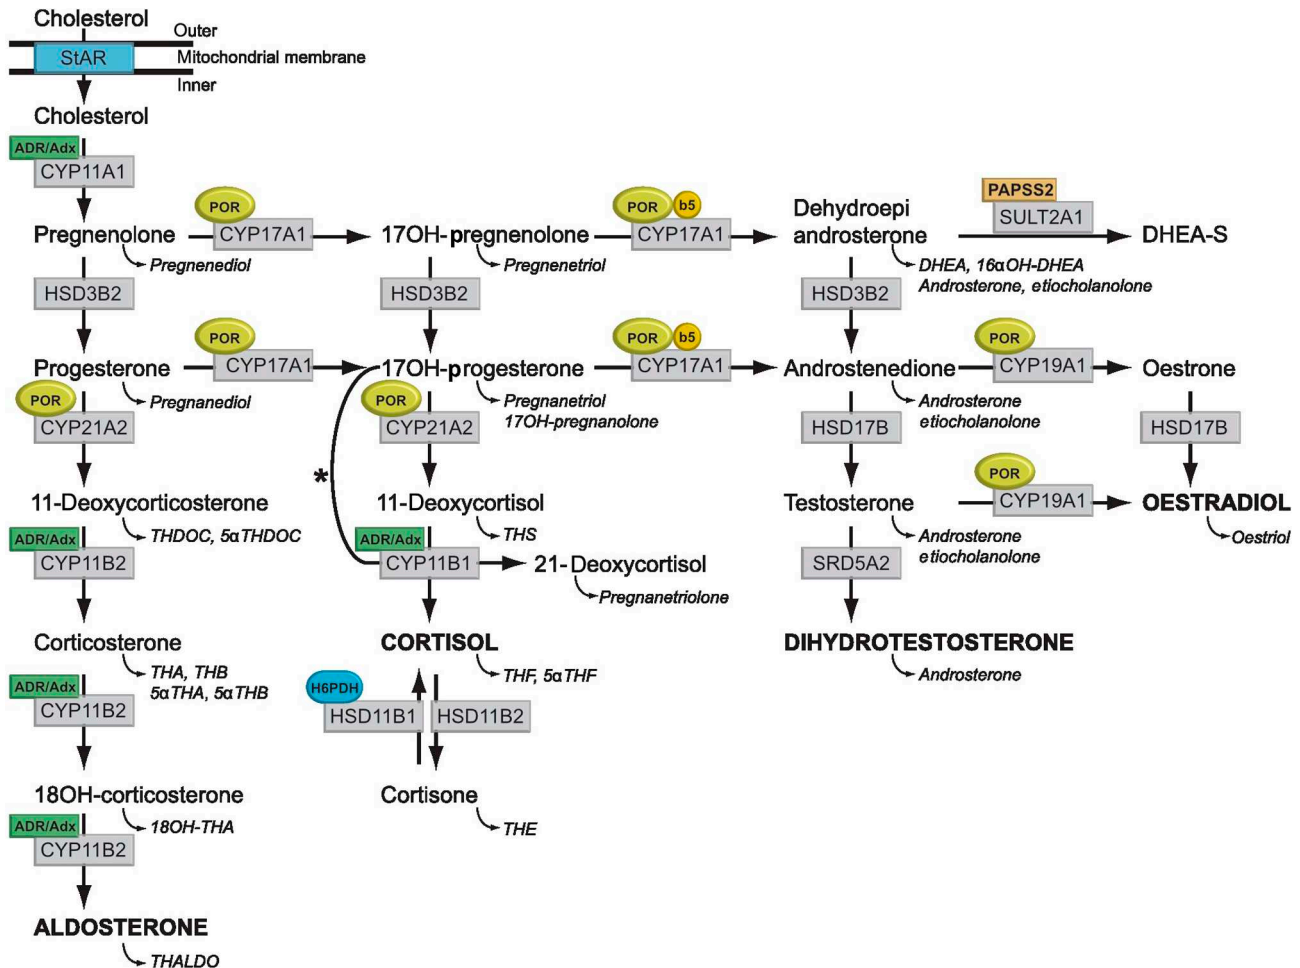 Cholesterol
Outer
StAR
Mitochondrial membrane
Inner
Cholesterol
ADR/Adx
CYP11A1
PAPSS2
SULT2A1
POR
CYP17A1
POR
b5
CYP17A1
Pregnenolone
17OH-pregnenolone
Dehydroepi
androsterone
DHEA-S
Pregnenediol
Pregnenetriol
DHEA, 16αOH-DHEA
Androsterone, etiocholanolone
HSD3B2
HSD3B2
HSD3B2
POR
CYP17A1
POR
b5
CYP17A1
POR
CYP19A1
Progesterone
17OH-progesterone
Androstenedione
Oestrone
Pregnanediol
Pregnanetriol
17OH-pregnanolone
Androsterone
etiocholanolone
POR
CYP21A2
POR
CYP21A2
HSD17B
HSD17B
*
POR
CYP19A1
11-Deoxycorticosterone
11-Deoxycortisol
Testosterone
OESTRADIOL
THDOC, 5αTHDOC
THS
Androsterone
etiocholanolone
Oestriol
ADR/Adx
CYP11B2
ADR/Adx
CYP11B1
21-Deoxycortisol
SRD5A2
Pregnanetriolone
Corticosterone
CORTISOL
DIHYDROTESTOSTERONE
THA, THB
5αTHA, 5αTHB
THF, 5αTHF
Androsterone
ADR/Adx
CYP11B2
H6PDH
HSD11B1
HSD11B2
18OH-corticosterone
Cortisone
18OH-THA
THE
ADR/Adx
CYP11B2
ALDOSTERONE
THALDO